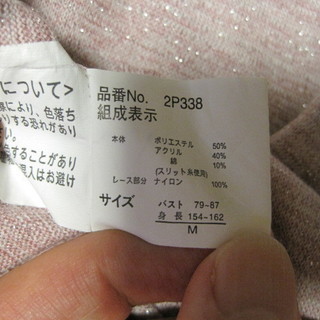 について>
により、色落ち
りする恐れがあり
い。
することがあり
入はお避け
品番No. 2P338
組成表示
本体 ポリエステル 50%
アクリル 40%
綿 10%
(スリット糸使用)
レース部分 ナイロン 100%
サイズ
バスト 79-87
身長 154-162
M